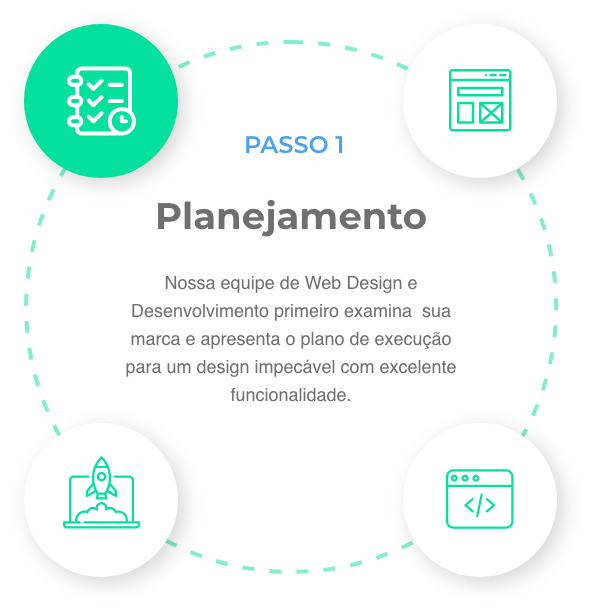 PASSO 1
Planejamento
Nossa equipe de Web Design e
Desenvolvimento primeiro examina  sua
marca e apresenta o plano de execução
para um design impecável com excelente
funcionalidade.